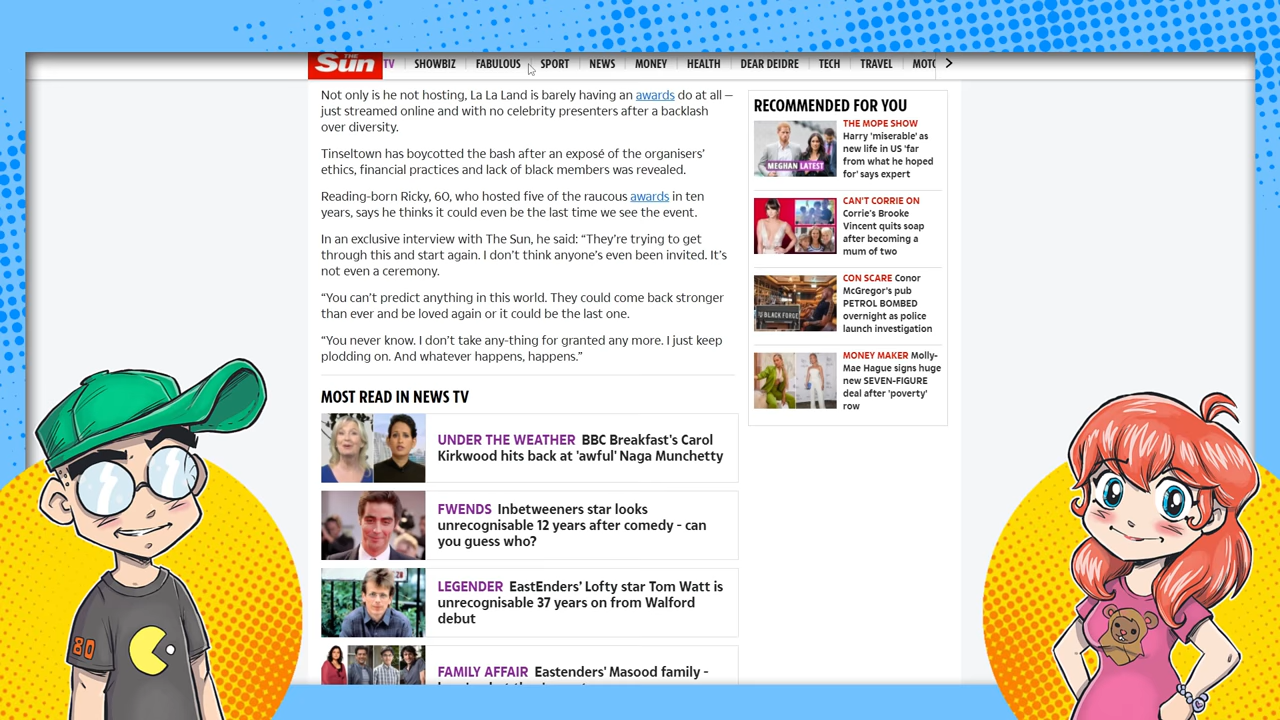 THE
Sun
TV
SHOWBIZ
FABULOUS
SPORT
NEWS
MONEY
HEALTH
DEAR DEIDRE
TECH
TRAVEL
Not only is he not hosting, La La Land is barely having an awards do at all –
just streamed online and with no celebrity presenters after a backlash
over diversity.
Tinseltown has boycotted the bash after an exposé of the organisers’
ethics, financial practices and lack of black members was revealed.
Reading-born Ricky, 60, who hosted five of the raucous awards in ten
years, says he thinks it could even be the last time we see the event.
In an exclusive interview with The Sun, he said: “They’re trying to get
through this and start again. I don’t think anyone’s even been invited. It’s
not even a ceremony.
“You can’t predict anything in this world. They could come back stronger
than ever and be loved again or it could be the last one.
“You never know. I don’t take any-thing for granted any more. I just keep
plodding on. And whatever happens, happens.”
MOST READ IN NEWS TV
UNDER THE WEATHER BBC Breakfast's Carol
Kirkwood hits back at 'awful' Naga Munchetty
FWENDS Inbetweeners star looks
unrecognisable 12 years after comedy - can
you guess who?
LEGENDER EastEnders' Lofty star Tom Watt is
unrecognisable 37 years on from Walford
debut
FAMILY AFFAIR Eastenders' Masood family -
RECOMMENDED FOR YOU
MEGHAN LATEST
THE MOPE SHOW
Harry 'miserable' as
new life in US 'far
from what he hoped
for' says expert
CAN'T CORRIE ON
Corrie's Brooke
Vincent quits soap
after becoming a
mum of two
BLACK FORGE
CON SCARE Conor
McGregor's pub
PETROL BOMBED
overnight as police
launch investigation
MONEY MAKER Molly-
Mae Hague signs huge
new SEVEN-FIGURE
deal after 'poverty'
row
80